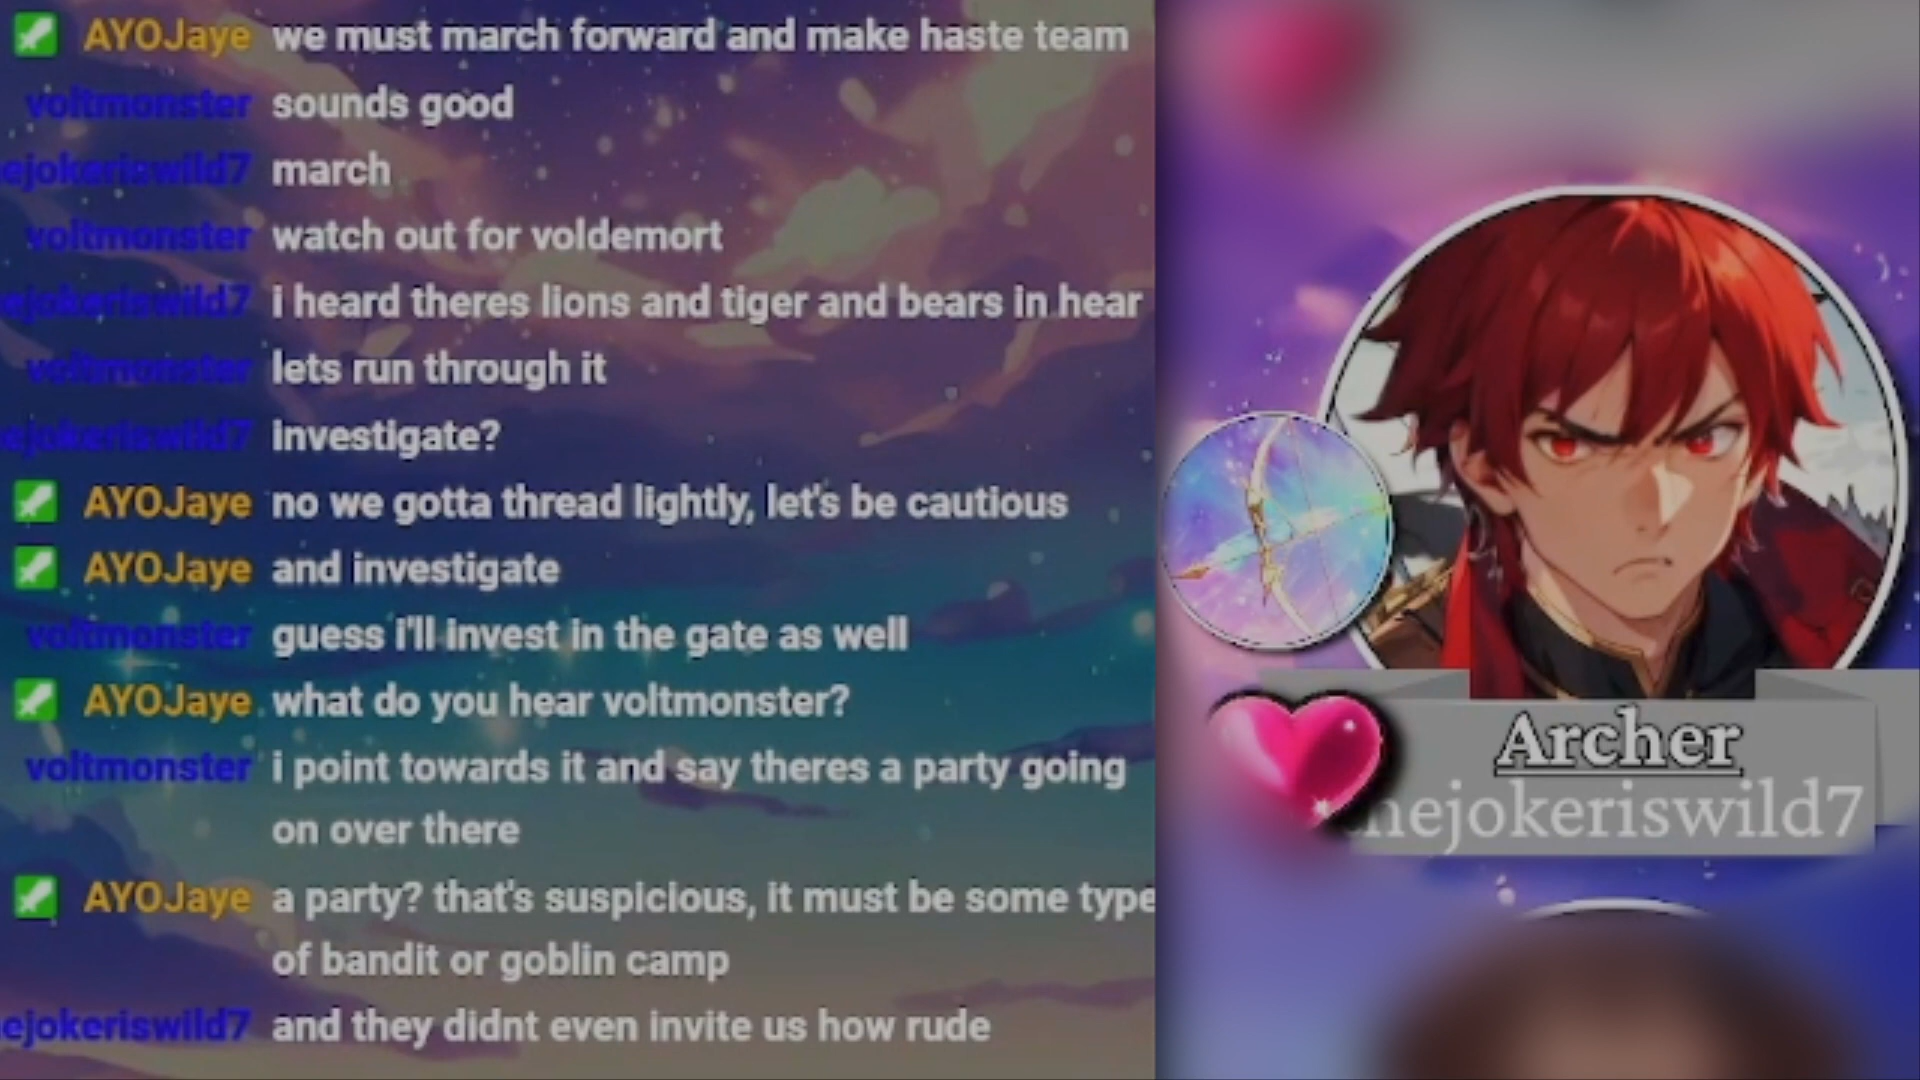 AYOJaye we must march forward and make haste team
voltmonster sounds good
ejokeriswild7 march
voltmonster watch out for voldemort
ejokeriswild7 i heard theres lions and tiger and bears in hear
voltmonster lets run through it
ejokeriswild7 investigate?
AYOJaye no we gotta thread lightly, let's be cautious
AYOJaye and investigate
voltmonster guess i'll invest in the gate as well
AYOJaye what do you hear voltmonster?
voltmonster i point towards it and say theres a party going
on over there
AYOJaye a party? that's suspicious, it must be some type
of bandit or goblin camp
ejokeriswild7 and they didnt even invite us how rude
Archer
hejokeriswild7